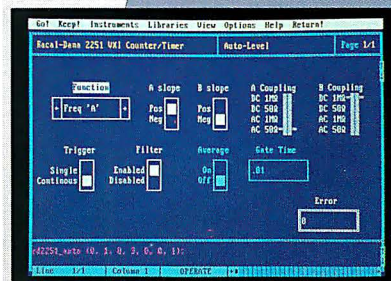 Go! Keep! Instruments Libraries View Options Help Return!
Racal-Dana 2251 VXI Counter/Timer Auto-Level Page 1/1
Function A slope B slope A Coupling B Coupling
Freq 'A'
Pos Neg
Pos Neg
DC 1MΩ DC 1MΩ
DC 50Ω DC 50Ω
AC 1MΩ AC 1MΩ
AC 50Ω AC 50Ω
Trigger Filter Average Gate Time
Single Enabled On .01
Continous Disabled Off
Error
0
Line 1/1 Column 1 OPERATE